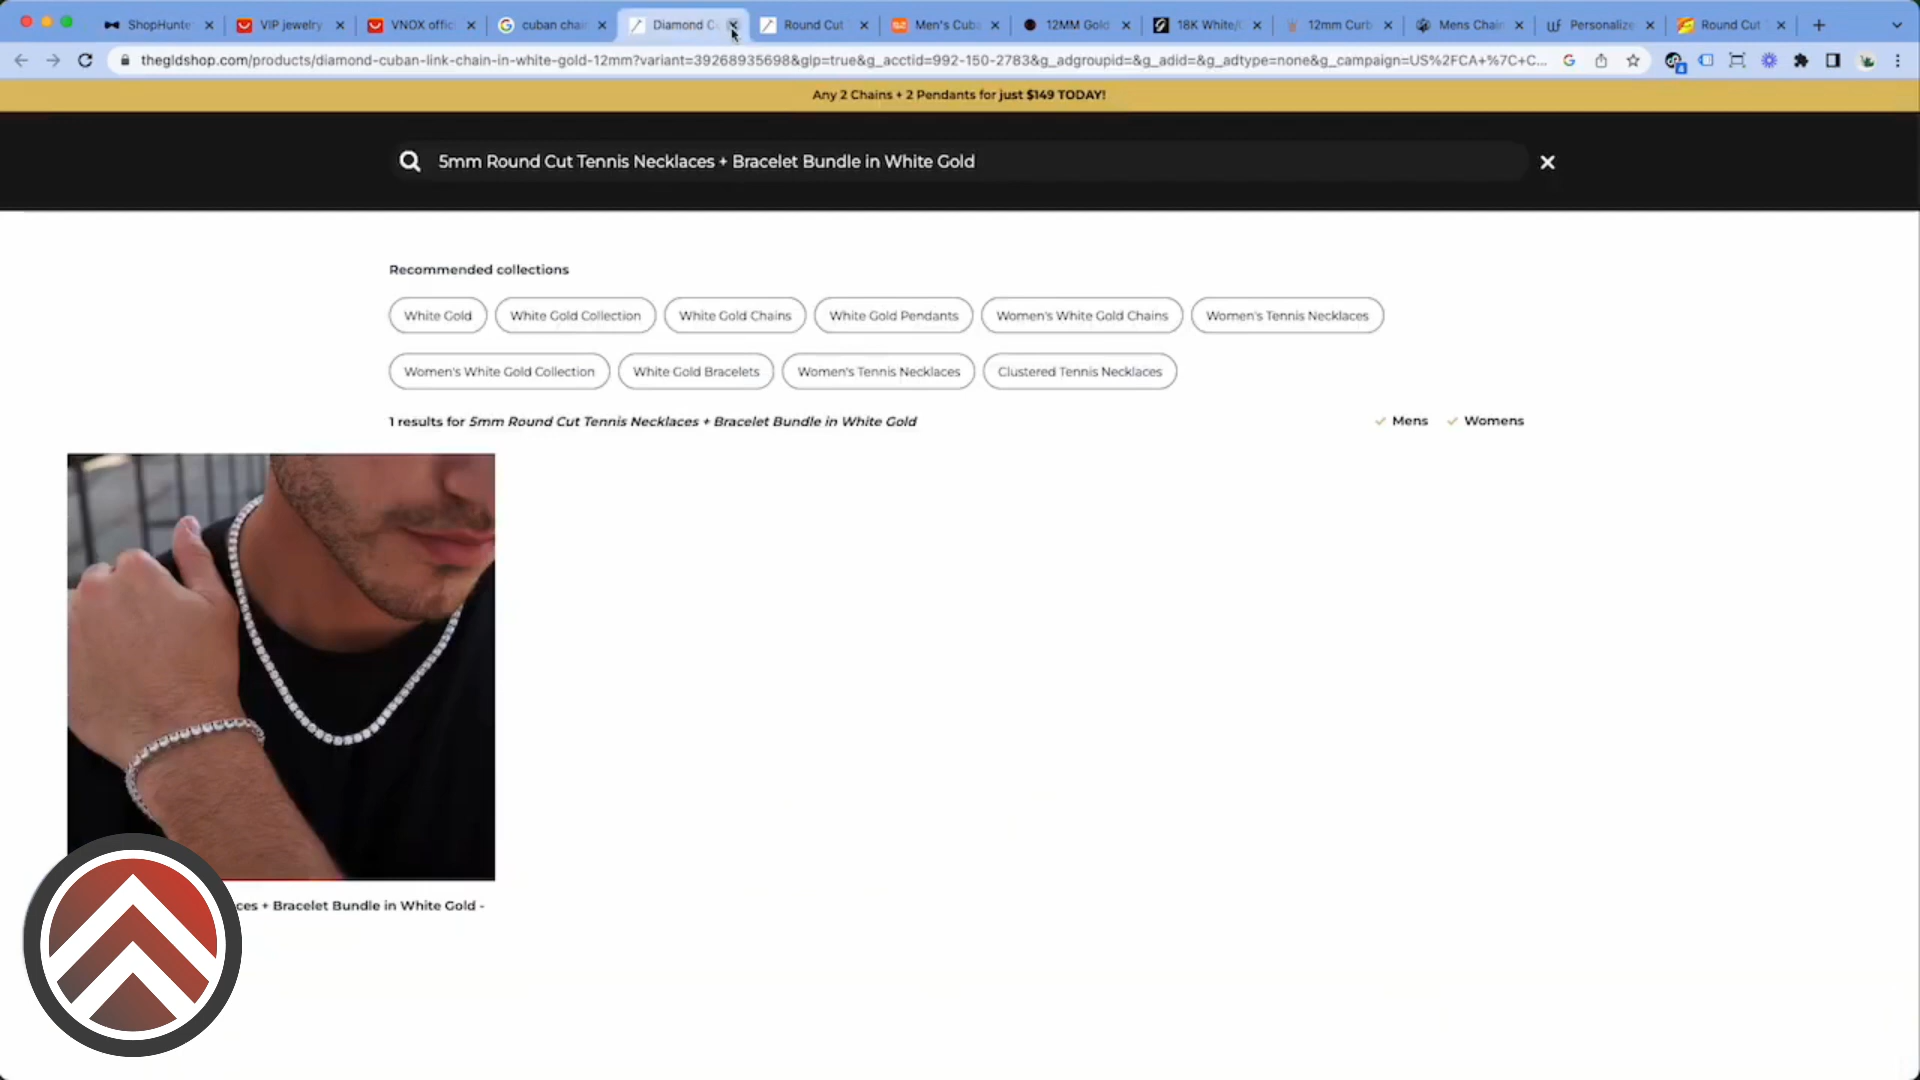 ShopHunte
VIP jewelry
VNOX offic
cuban chai
Diamond C
Round Cut
Men's Cub
12MM Gold
18K White/
12mm Curb
Mens Chain
Personalize
Round Cut
thegldshop.com/products/diamond-cuban-link-chain-in-white-gold-12mm?variant=39268935698&glp=true&g_acctid=992-150-2783&g_adgroupid=&g_adid=&g_adtype=none&g_campaign=US%2FCA+%7C+C...
Any 2 Chains + 2 Pendants for just $149 TODAY!
5mm Round Cut Tennis Necklaces + Bracelet Bundle in White Gold
Recommended collections
White Gold
White Gold Collection
White Gold Chains
White Gold Pendants
Women's White Gold Chains
Women's Tennis Necklaces
Women's White Gold Collection
White Gold Bracelets
Women's Tennis Necklaces
Clustered Tennis Necklaces
1 results for 5mm Round Cut Tennis Necklaces + Bracelet Bundle in White Gold
Mens
Womens
ces + Bracelet Bundle in White Gold -